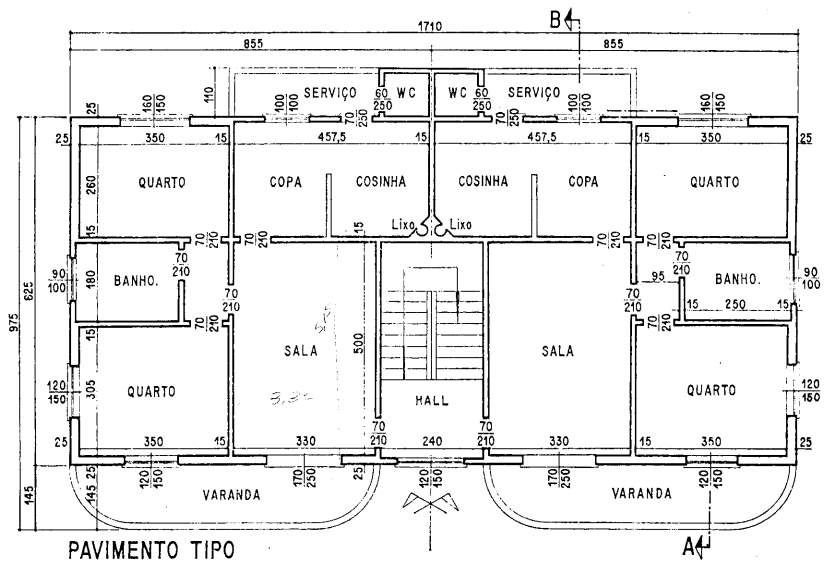 B
1710
855 855
110
SERVIÇO 60/250 WC WC 60/250 SERVIÇO
25 160/150 100/100 70/250 70/250 100/100 160/150
25 350 15 457,5 15 457,5 15 350 25
260 QUARTO COPA COSINHA COSINHA COPA QUARTO
Lixo Lixo
15 70/210 70/210 15 70/210 70/210
90/100 180 BANHO. 70/210 70/210 95 70/210 BANHO. 90/100
70/210 70/210
15 250 15
975 625 15 70/210 70/210
SALA 500 SALA
120/150 305 QUARTO 3,30 HALL QUARTO 120/150
70/210 70/210
25 350 15 330 240 330 15 350 25
25 120/150 170/250 25 120/150 170/250 120/150
145 145 VARANDA VARANDA
A
PAVIMENTO TIPO